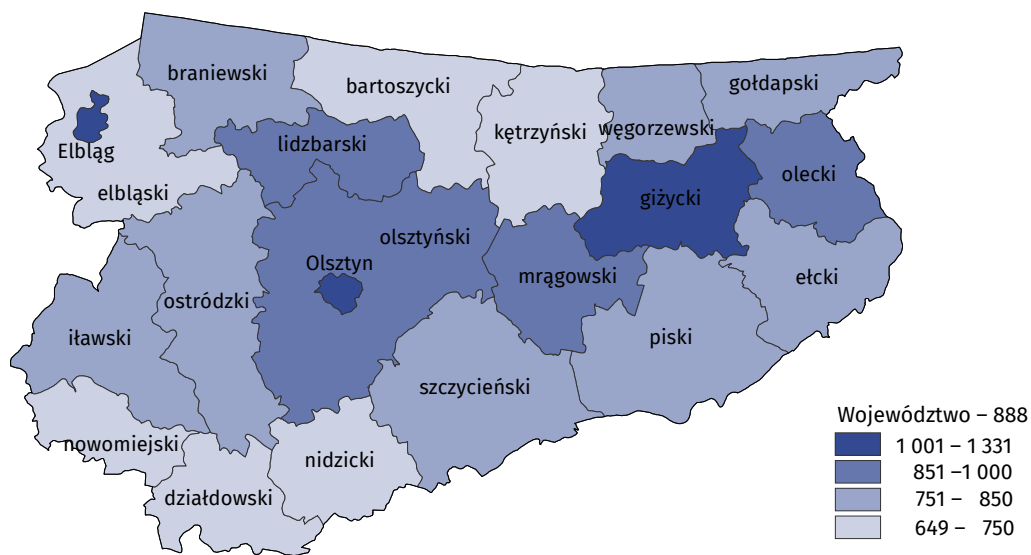 braniewski
bartoszycki
gołdapski
kętrzyński
węgorzewski
Elbląg
lidzbarski
elbląski
olecki
giżycki
olsztyński
Olsztyn
mrągowski
ełcki
ostródzki
iławski
piski
szczycieński
nowomiejski
nidzicki
działdowski
Województwo – 888
1 001 – 1 331
851 –1 000
751 – 850
649 – 750